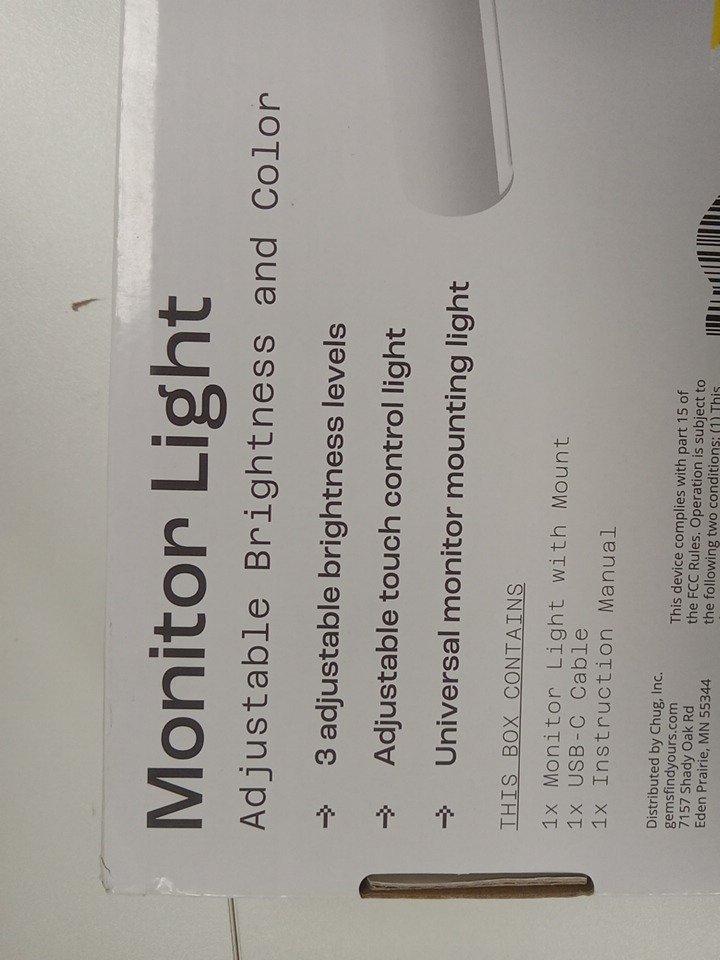 Monitor Light
Adjustable Brightness and Color
3 adjustable brightness levels
Adjustable touch control light
Universal monitor mounting light
THIS BOX CONTAINS
1x Monitor Light with Mount
1x USB-C Cable
1x Instruction Manual
Distributed by Chug, Inc.
gemsfindyours.com
7157 Shady Oak Rd
Eden Prairie, MN 55344
This device complies with part 15 of
the FCC Rules. Operation is subject to
the following two conditions: (1) This